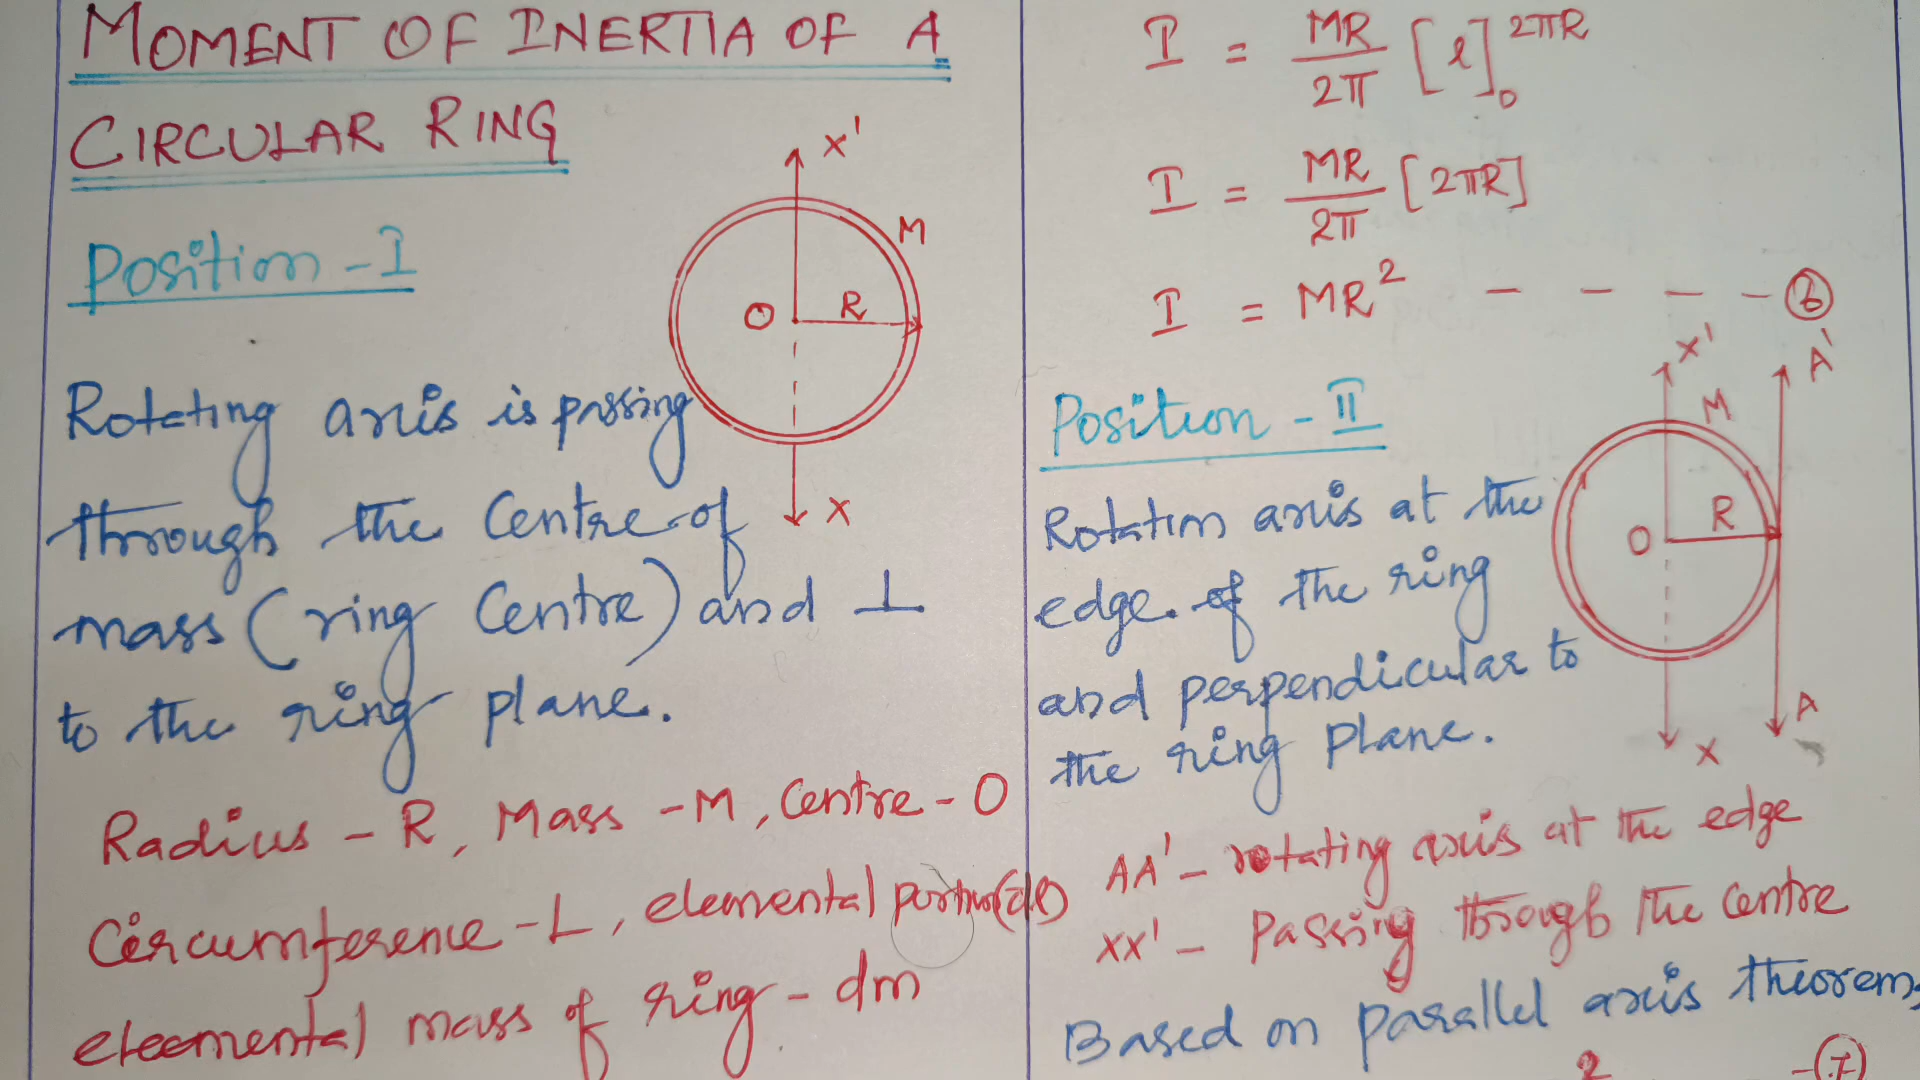 MOMENT OF INERTIA OF A
CIRCULAR RING
Position - I
X'
M
O R
X
Rotating axis is passing
through the Centre of
mass (ring Centre) and ⊥
to the ring plane.
Radius - R, Mass - M, Centre - O
Circumference - L, elemental portion (dl)
eleemental mass of ring - dm
I = MR/2π [l]₀^2πR
I = MR/2π [2πR]
I = MR² - - - - (6)
Position - II
X'
A'
M
O R
X
A
Rotation axis at the
edge of the ring
and perpendicular to
the ring plane.
AA' - rotating axis at the edge
XX' - Passing through the Centre
Based on parallel axis theorem,
2 - (7)